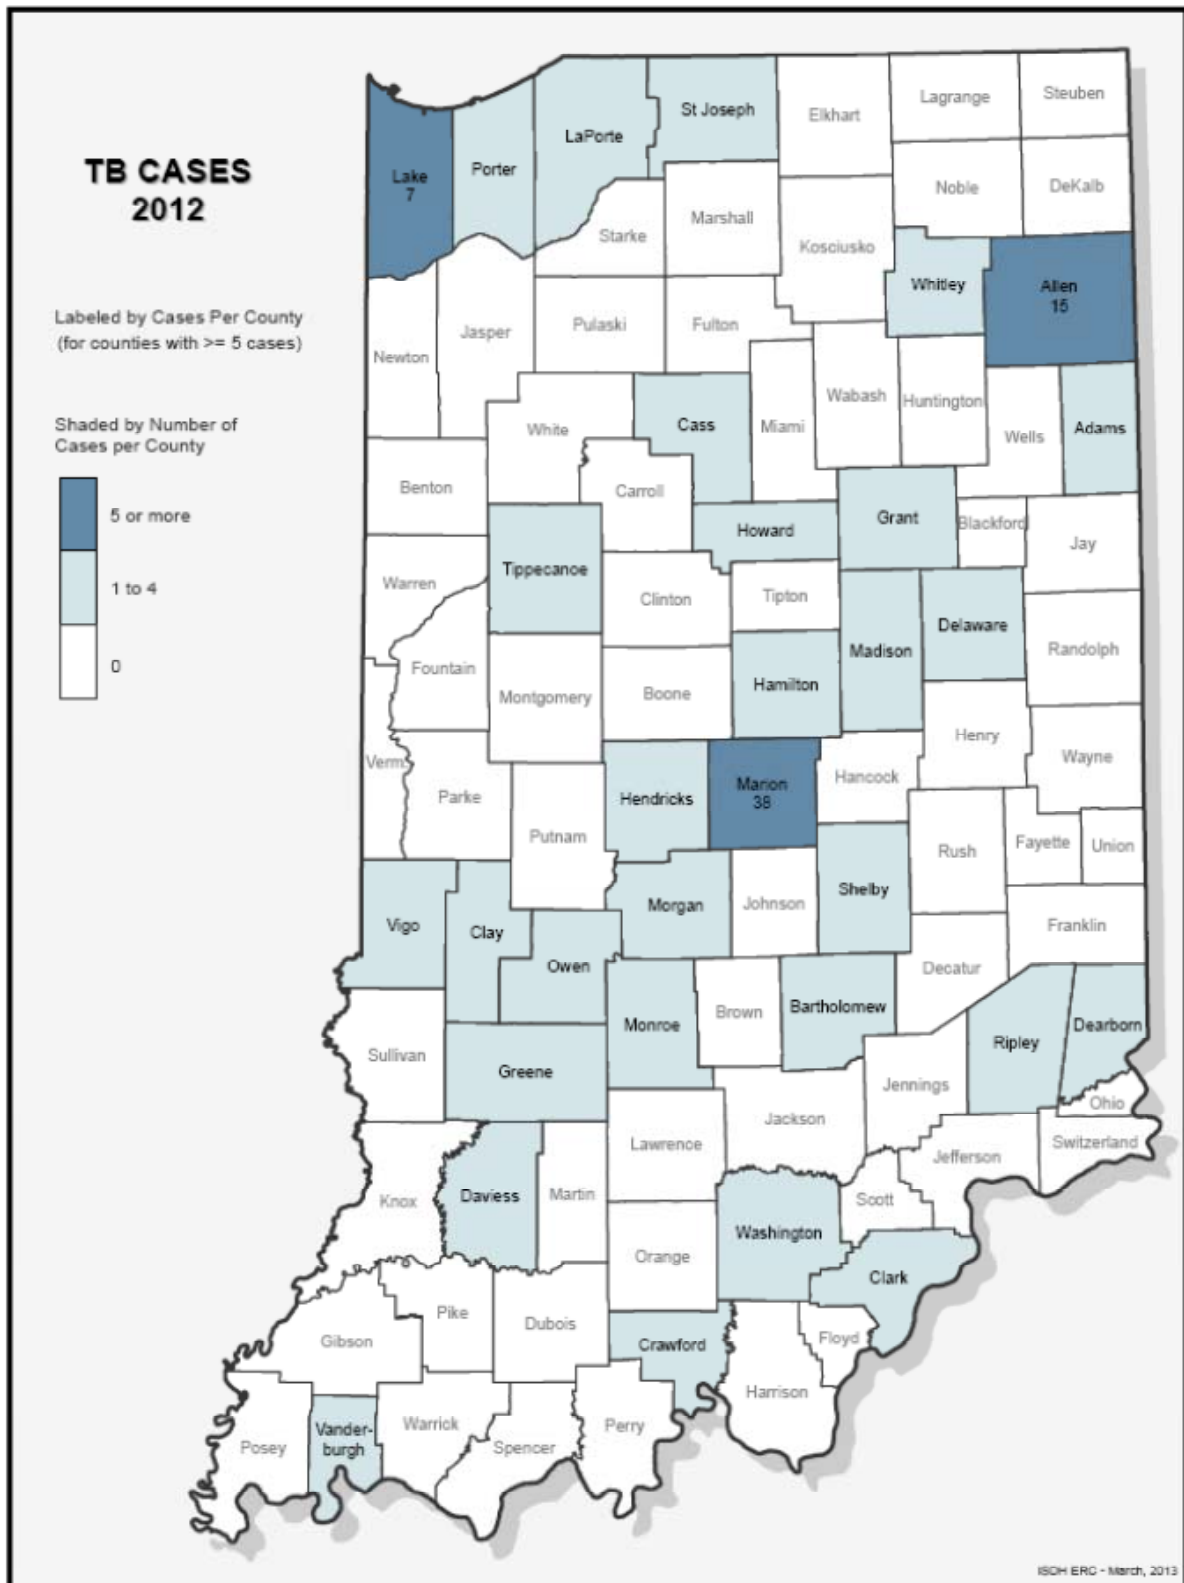 TB CASES
2012
Labeled by Cases Per County
(for counties with >= 5 cases)
Shaded by Number of
Cases per County
5 or more
1 to 4
0
Lake
7
Porter
LaPorte
St Joseph
Elkhart
Lagrange
Steuben
Noble
DeKalb
Starke
Marshall
Kosciusko
Whitley
Allen
15
Newton
Jasper
Pulaski
Fulton
Wabash
Huntington
Wells
Adams
White
Cass
Miami
Benton
Carroll
Howard
Grant
Blackford
Jay
Warren
Tippecanoe
Clinton
Tipton
Madison
Delaware
Randolph
Fountain
Montgomery
Boone
Hamilton
Henry
Wayne
Verm
Parke
Putnam
Hendricks
Marion
38
Hancock
Rush
Fayette
Union
Vigo
Clay
Owen
Morgan
Johnson
Shelby
Franklin
Decatur
Sullivan
Greene
Monroe
Brown
Bartholomew
Ripley
Dearborn
Jennings
Ohio
Jackson
Lawrence
Jefferson
Switzerland
Knox
Daviess
Martin
Scott
Washington
Orange
Clark
Gibson
Pike
Dubois
Crawford
Floyd
Harrison
Posey
Vander-
burgh
Warrick
Spencer
Perry
ISDH ERC - March, 2013